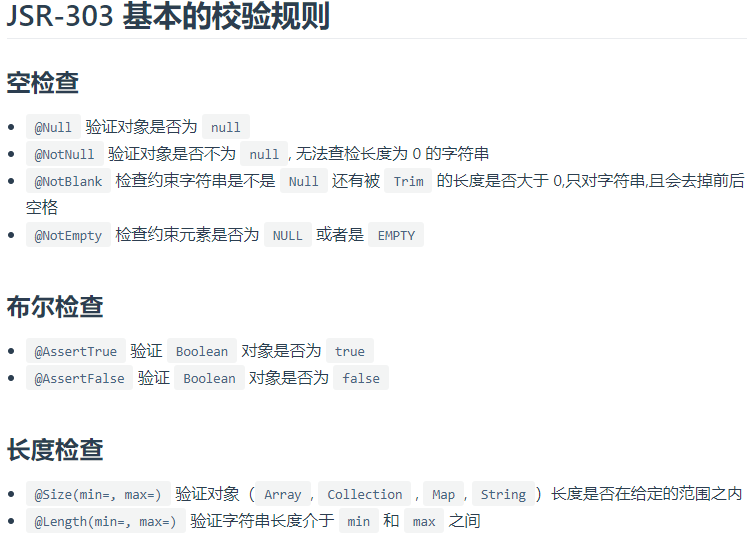 JSR-303 基本的校验规则
空检查
@Null 验证对象是否为 null
@NotNull 验证对象是否不为 null , 无法查检长度为 0 的字符串
@NotBlank 检查约束字符串是不是 Null 还有被 Trim 的长度是否大于 0,只对字符串,且会去掉前后
空格
@NotEmpty 检查约束元素是否为 NULL 或者是 EMPTY
布尔检查
@AssertTrue 验证 Boolean 对象是否为 true
@AssertFalse 验证 Boolean 对象是否为 false
长度检查
@Size(min=, max=) 验证对象（ Array , Collection , Map , String ）长度是否在给定的范围之内
@Length(min=, max=) 验证字符串长度介于 min 和 max 之间